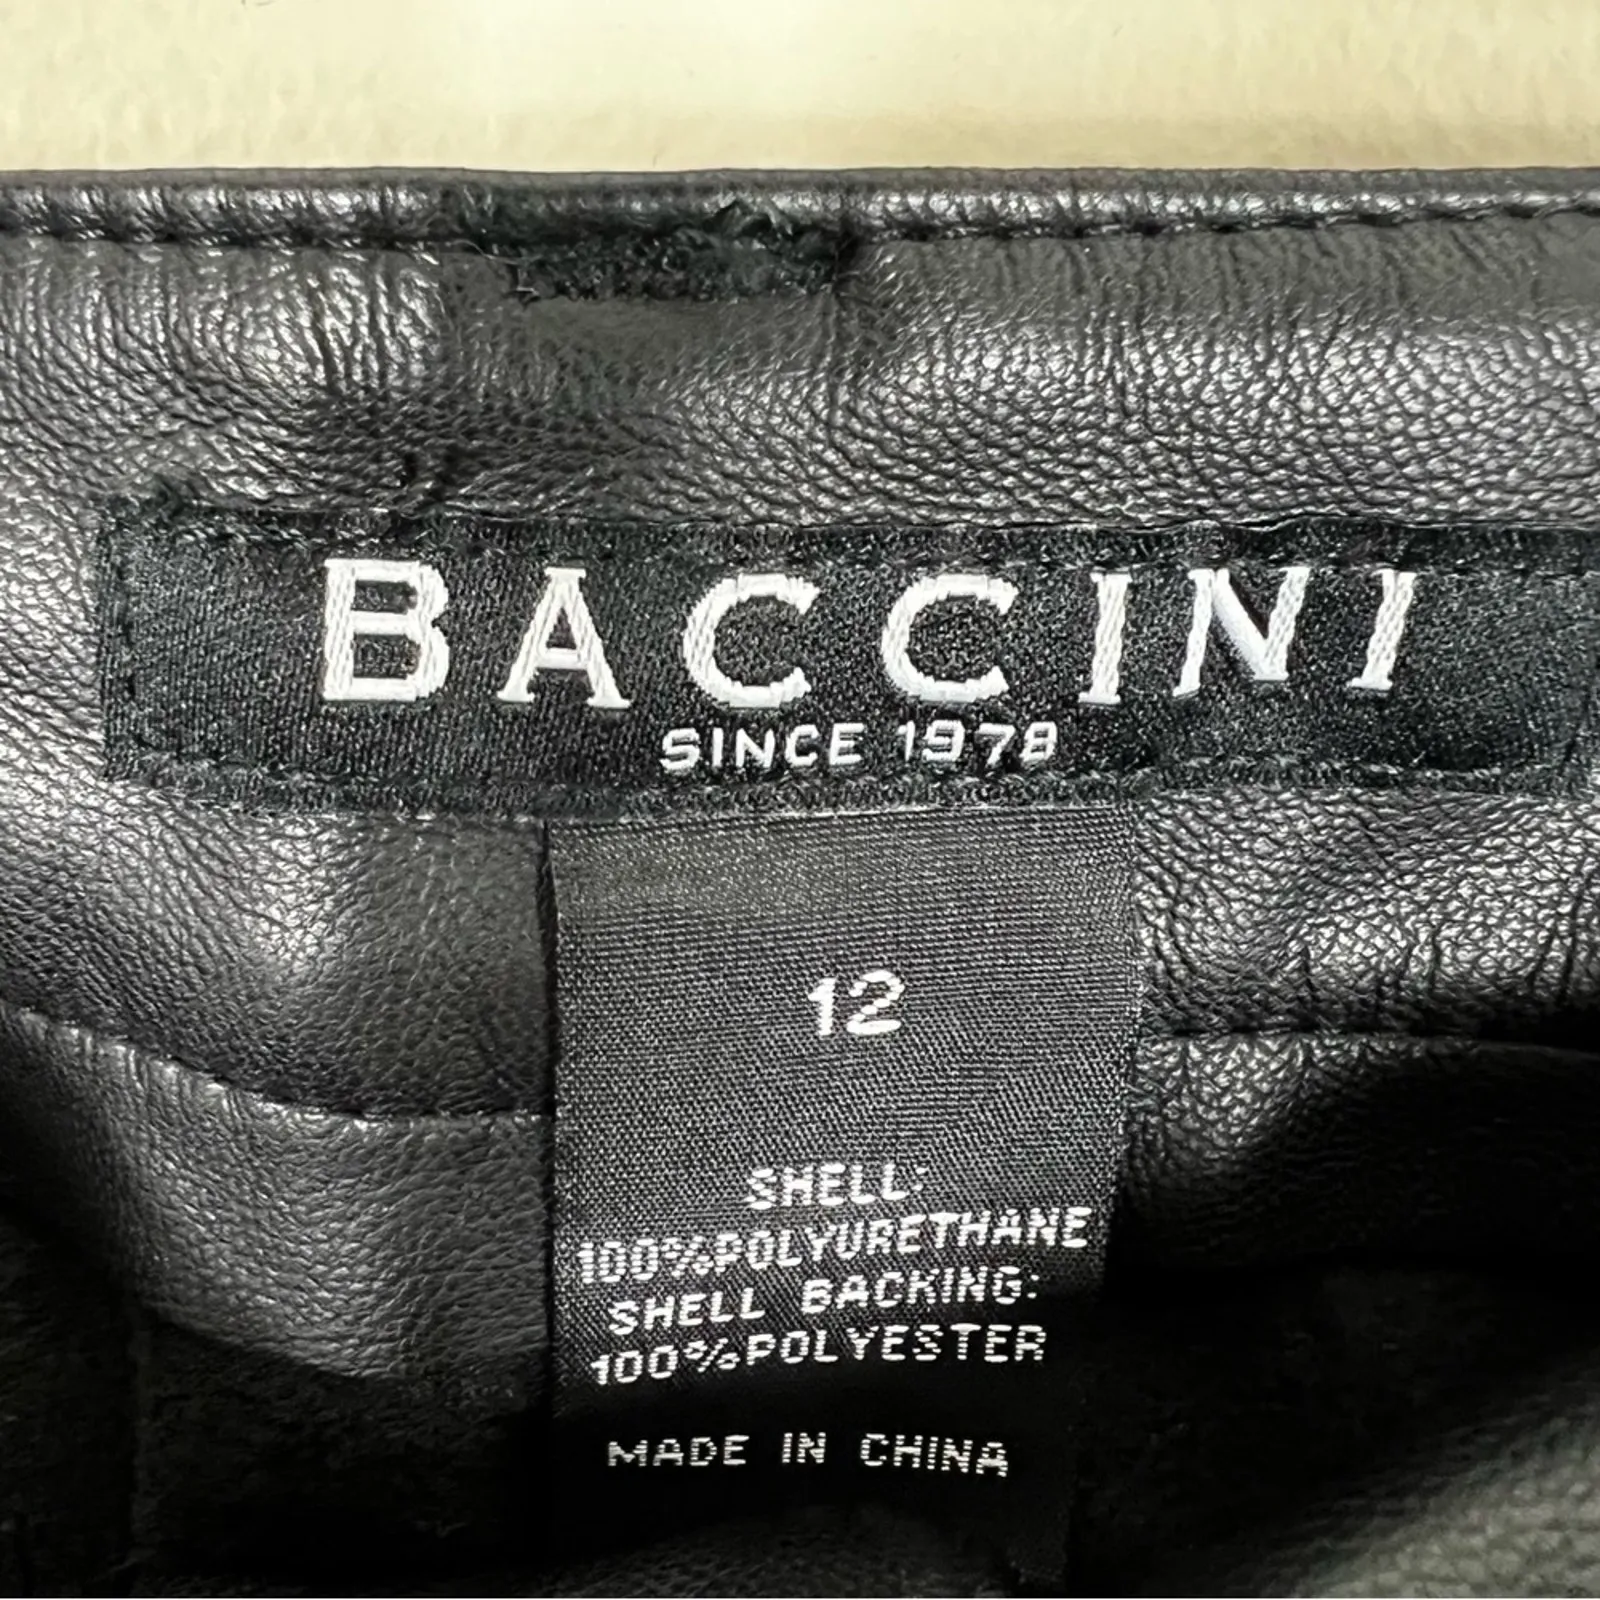 BACCINI
SINCE 1978
12
SHELL:
100%POLYURETHANE
SHELL BACKING:
100%POLYESTER
MADE IN CHINA